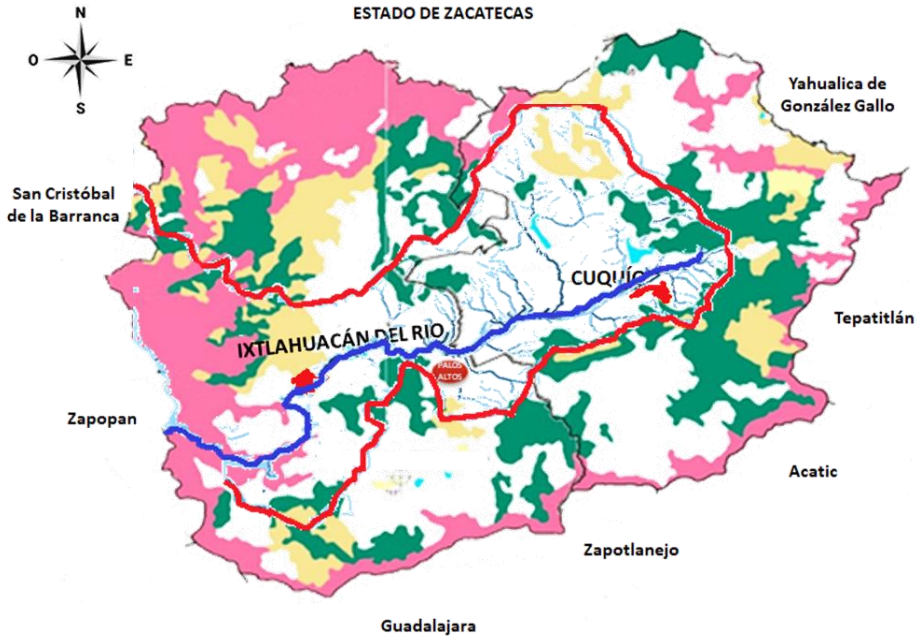 ESTADO DE ZACATECAS
N
O
E
S
Yahualica de
González Gallo
San Cristóbal
de la Barranca
CUQUÍO
Tepatitlán
IXTLAHUACÁN DEL RIO
PALOS
ALTOS
Zapopan
Acatic
Zapotlanejo
Guadalajara